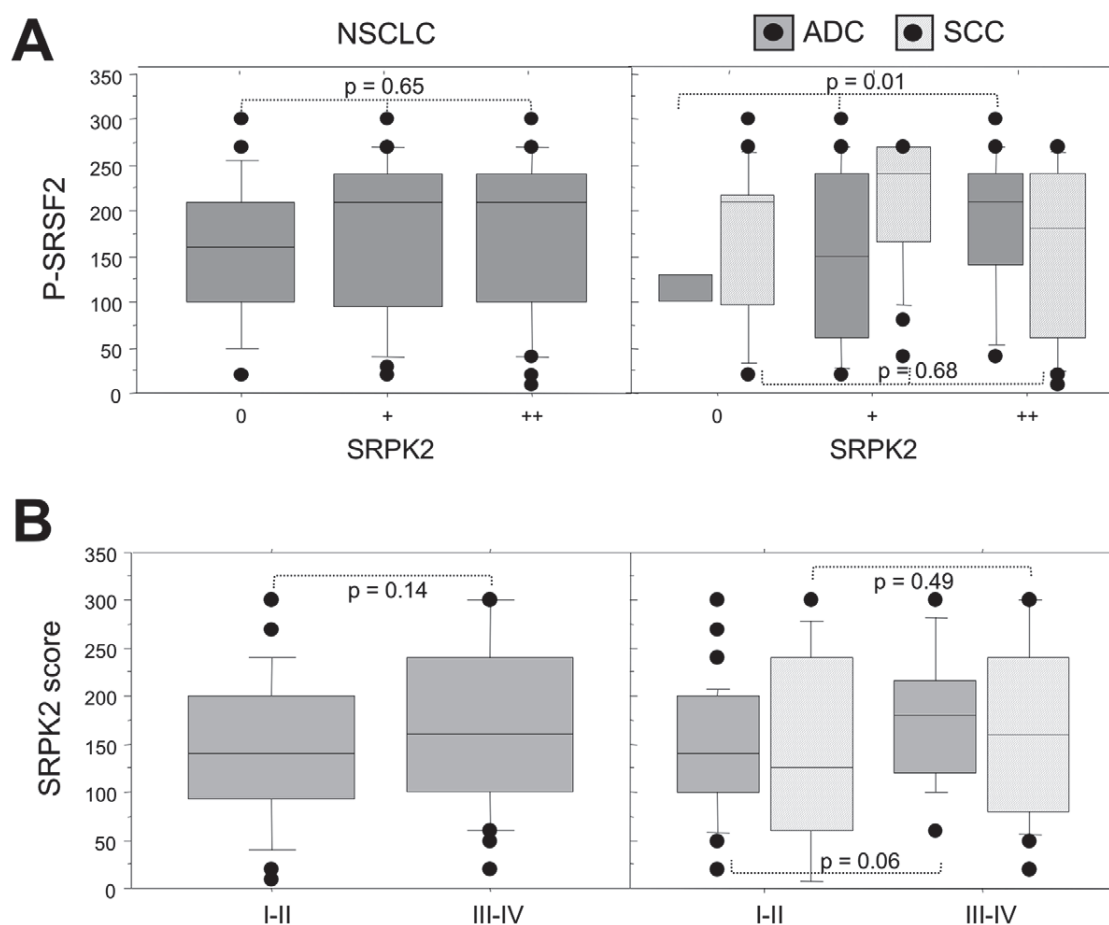 A
NSCLC
ADC SCC
350
300
250
200
150
100
50
0
P-SRSF2
p = 0.65
0 + ++
SRPK2
p = 0.01
p = 0.68
0 + ++
SRPK2
B
350
300
250
200
150
100
50
0
SRPK2 score
p = 0.14
I-II III-IV
p = 0.49
p = 0.06
I-II III-IV